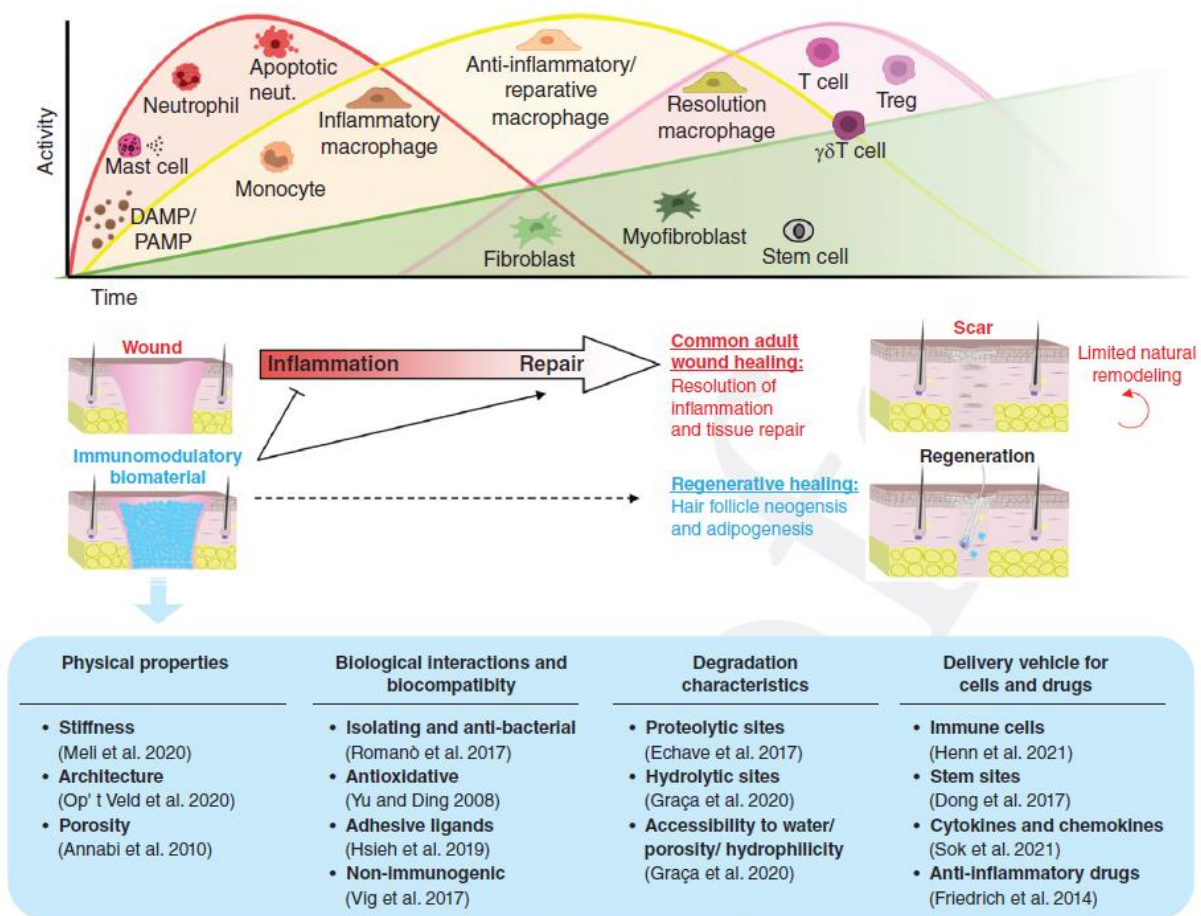 Activity
Neutrophil
Apoptotic
neut.
Mast cell
DAMP/
PAMP
Monocyte
Inflammatory
macrophage
Anti-inflammatory/
reparative
macrophage
Resolution
macrophage
T cell
Treg
γδT cell
Fibroblast
Myofibroblast
Stem cell
Time
Wound
Inflammation
Repair
Common adult
wound healing:
Resolution of
inflammation
and tissue repair
Scar
Limited natural
remodeling
Immunomodulatory
biomaterial
Regenerative healing:
Hair follicle neogensis
and adipogenesis
Regeneration
Physical properties
• Stiffness
(Meli et al. 2020)
• Architecture
(Op' t Veld et al. 2020)
• Porosity
(Annabi et al. 2010)
Biological interactions and
biocompatibity
• Isolating and anti-bacterial
(Romanò et al. 2017)
• Antioxidative
(Yu and Ding 2008)
• Adhesive ligands
(Hsieh et al. 2019)
• Non-immunogenic
(Vig et al. 2017)
Degradation
characteristics
• Proteolytic sites
(Echave et al. 2017)
• Hydrolytic sites
(Graça et al. 2020)
• Accessibility to water/
porosity/ hydrophilicity
(Graça et al. 2020)
Delivery vehicle for
cells and drugs
• Immune cells
(Henn et al. 2021)
• Stem sites
(Dong et al. 2017)
• Cytokines and chemokines
(Sok et al. 2021)
• Anti-inflammatory drugs
(Friedrich et al. 2014)